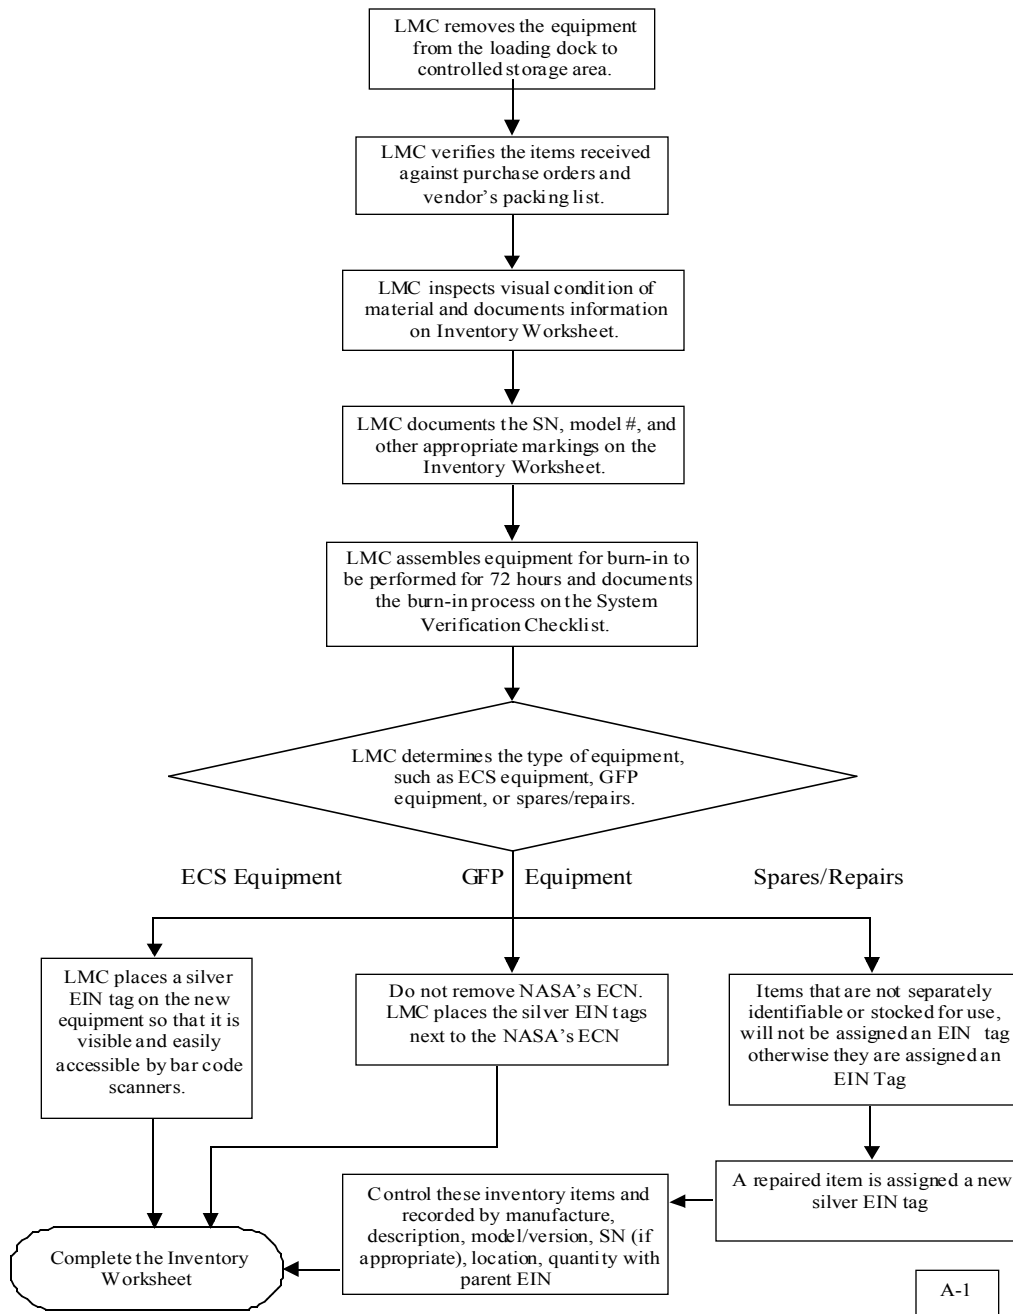 LMC removes the equipment
from the loading dock to
controlled storage area.
LMC verifies the items received
against purchase orders and
vendor's packing list.
LMC inspects visual condition of
material and documents information
on Inventory Worksheet.
LMC documents the SN, model #, and
other appropriate markings on the
Inventory Worksheet.
LMC assembles equipment for burn-in to
be performed for 72 hours and documents
the burn-in process on the System
Verification Checklist.
LMC determines the type of equipment,
such as ECS equipment, GFP
equipment, or spares/repairs.
ECS Equipment
GFP Equipment
Spares/Repairs
LMC places a silver
EIN tag on the new
equipment so that it is
visible and easily
accessible by bar code
scanners.
Do not remove NASA's ECN.
LMC places the silver EIN tags
next to the NASA's ECN
Items that are not separately
identifiable or stocked for use,
will not be assigned an EIN tag
otherwise they are assigned an
EIN Tag
A repaired item is assigned a new
silver EIN tag
Control these inventory items and
recorded by manufacture,
description, model/version, SN (if
appropriate), location, quantity with
parent EIN
Complete the Inventory
Worksheet
A-1